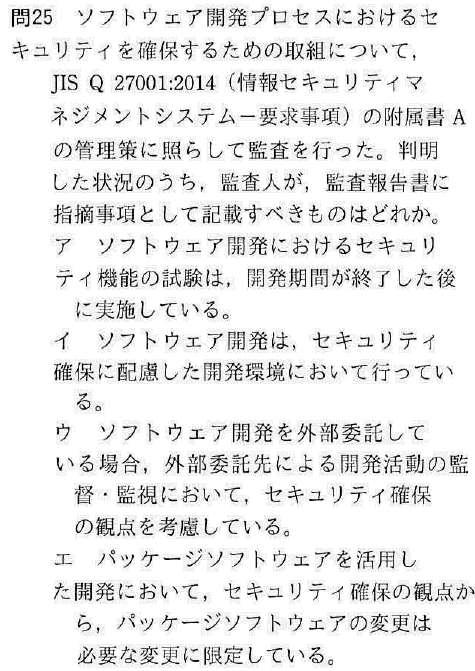 問25　ソフトウェア開発プロセスにおけるセ
キュリティを確保するための取組について，
JIS Q 27001:2014（情報セキュリティマ
ネジメントシステム－要求事項）の附属書 A
の管理策に照らして監査を行った。判明
した状況のうち，監査人が，監査報告書に
指摘事項として記載すべきものはどれか。
ア　ソフトウェア開発におけるセキュリ
ティ機能の試験は，開発期間が終了した後
に実施している。
イ　ソフトウェア開発は，セキュリティ
確保に配慮した開発環境において行ってい
る。
ウ　ソフトウェア開発を外部委託して
いる場合，外部委託先による開発活動の監
督・監視において，セキュリティ確保
の観点を考慮している。
エ　パッケージソフトウェアを活用し
た開発において，セキュリティ確保の観点か
ら，パッケージソフトウェアの変更は
必要な変更に限定している。